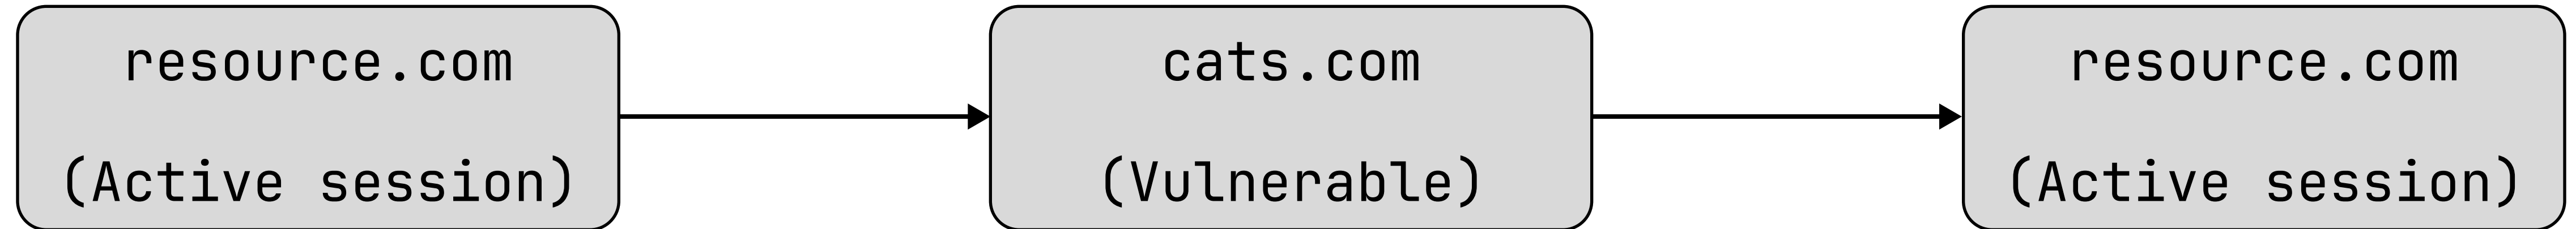 resource.com
(Active session)
cats.com
(Vulnerable)
resource.com
(Active session)